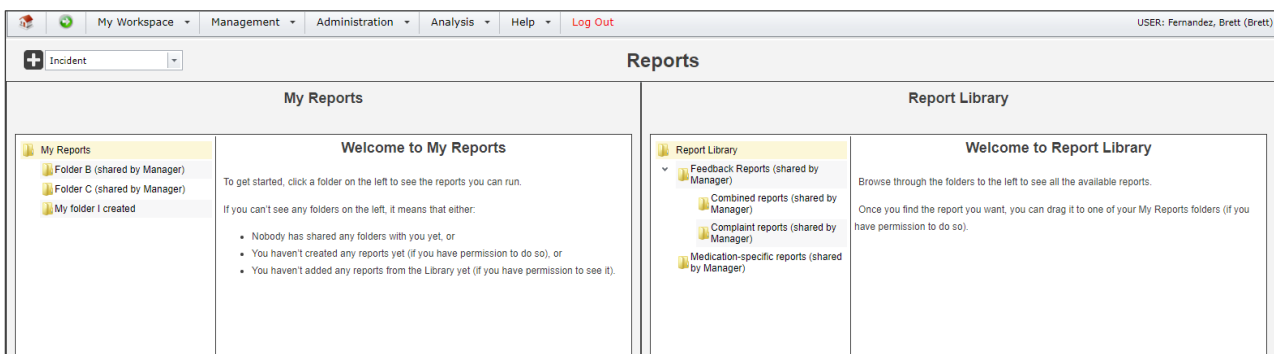 My Workspace Management Administration Analysis Help Log Out USER: Fernandez, Brett (Brett)
Incident
Reports
My Reports
My Reports
Folder B (shared by Manager)
Folder C (shared by Manager)
My folder I created
Welcome to My Reports
To get started, click a folder on the left to see the reports you can run.
If you can't see any folders on the left, it means that either:
• Nobody has shared any folders with you yet, or
• You haven't created any reports yet (if you have permission to do so), or
• You haven't added any reports from the Library yet (if you have permission to see it).
Report Library
Report Library
Feedback Reports (shared by
Manager)
Combined reports (shared by
Manager)
Complaint reports (shared by
Manager)
Medication-specific reports (shared
by Manager)
Welcome to Report Library
Browse through the folders to the left to see all the available reports.
Once you find the report you want, you can drag it to one of your My Reports folders (if you
have permission to do so).